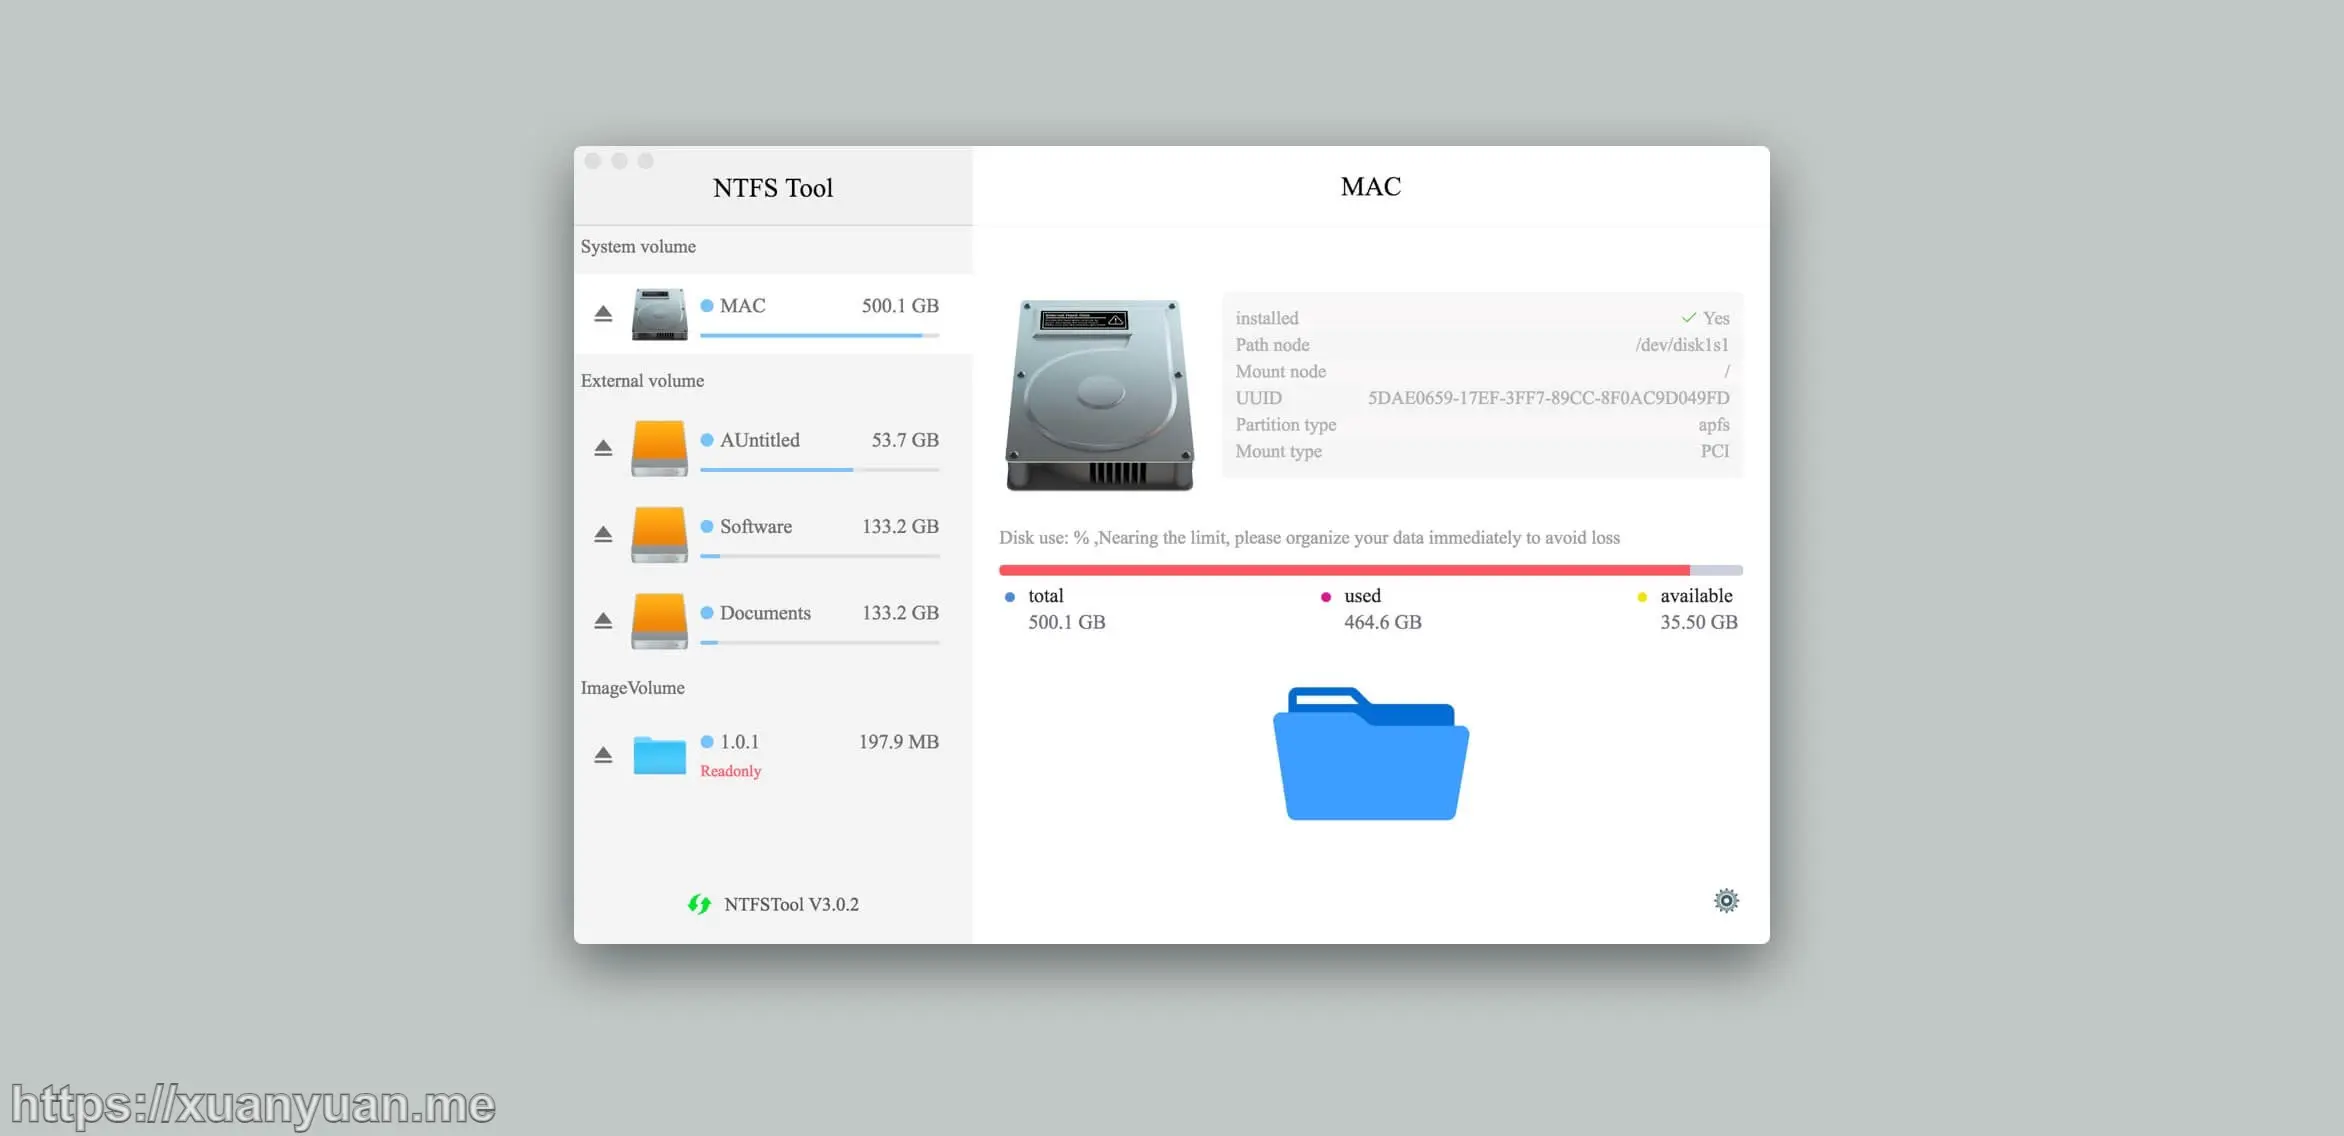 NTFS Tool
System volume
MAC 500.1 GB
External volume
AUntitled 53.7 GB
Software 133.2 GB
Documents 133.2 GB
ImageVolume
1.0.1 197.9 MB
Readonly
NTFSTool V3.0.2
MAC
installed Yes
Path node /dev/disk1s1
Mount node /
UUID 5DAE0659-17EF-3FF7-89CC-8F0AC9D049FD
Partition type apfs
Mount type PCI
Disk use: % ,Nearing the limit, please organize your data immediately to avoid loss
total used available
500.1 GB 464.6 GB 35.50 GB
https://xuanyuan.me